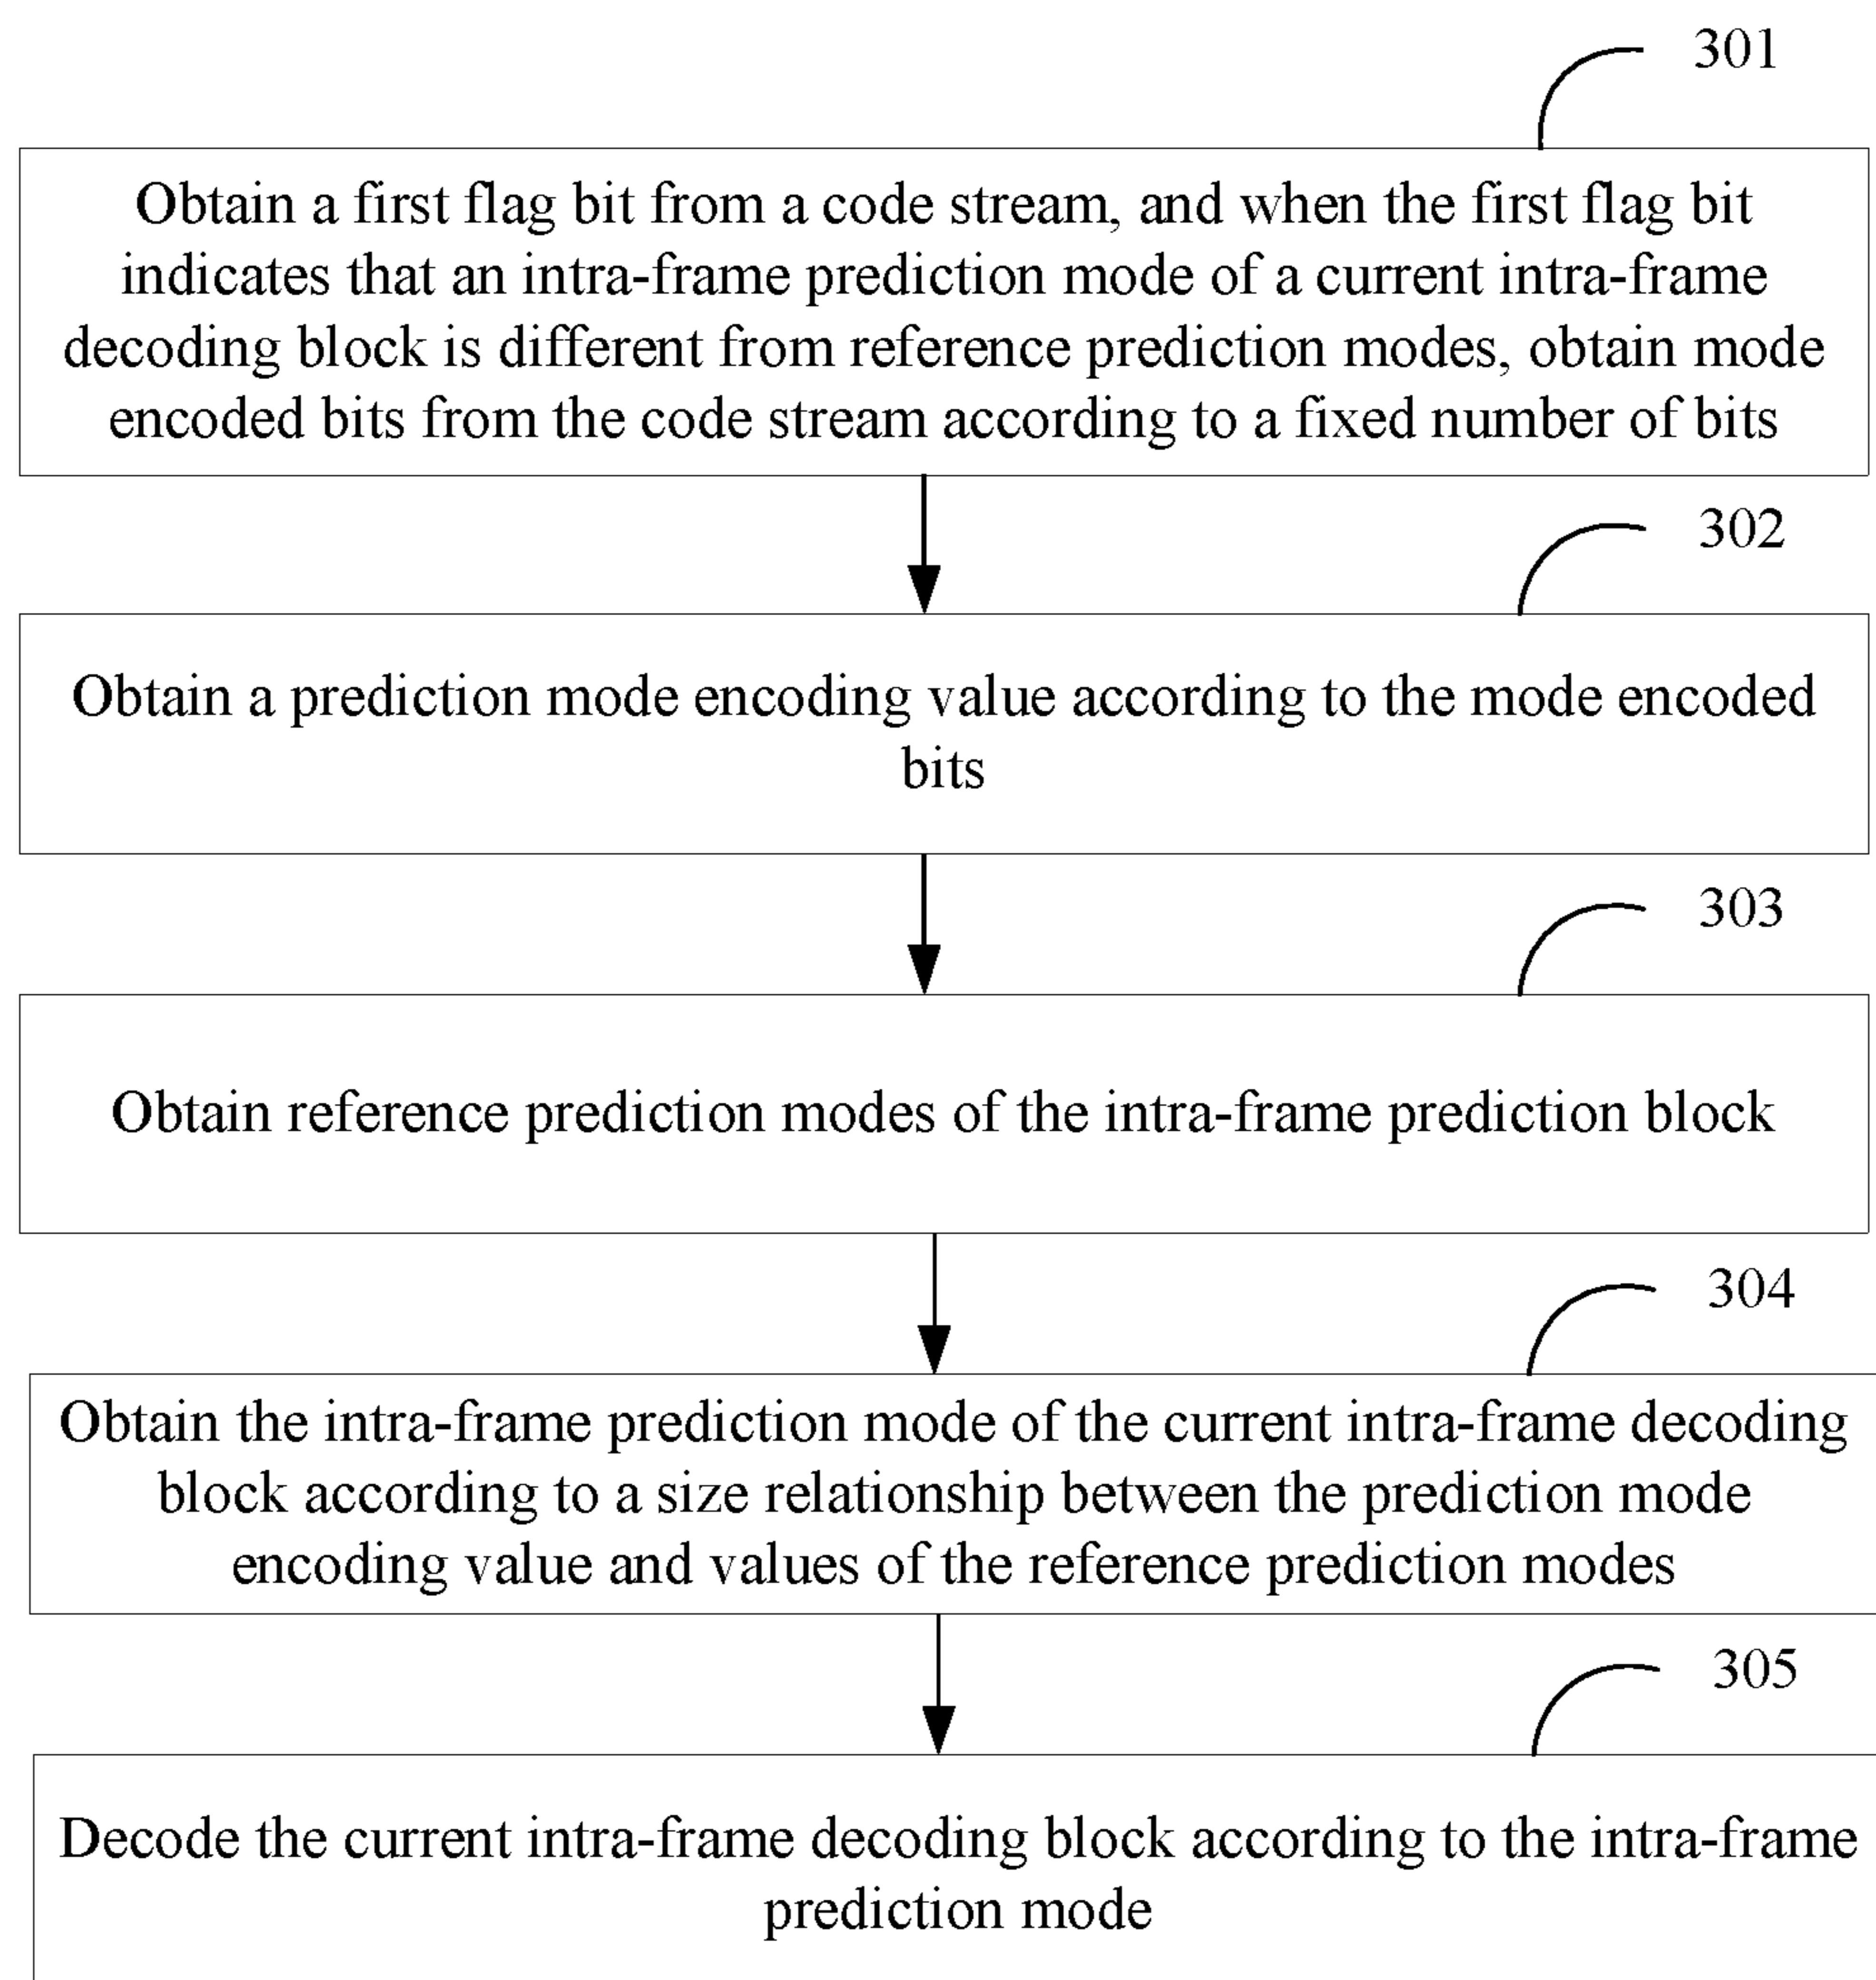 301
Obtain a first flag bit from a code stream, and when the first flag bit
indicates that an intra-frame prediction mode of a current intra-frame
decoding block is different from reference prediction modes, obtain mode
encoded bits from the code stream according to a fixed number of bits
302
Obtain a prediction mode encoding value according to the mode encoded
bits
303
Obtain reference prediction modes of the intra-frame prediction block
304
Obtain the intra-frame prediction mode of the current intra-frame decoding
block according to a size relationship between the prediction mode
encoding value and values of the reference prediction modes
305
Decode the current intra-frame decoding block according to the intra-frame
prediction mode